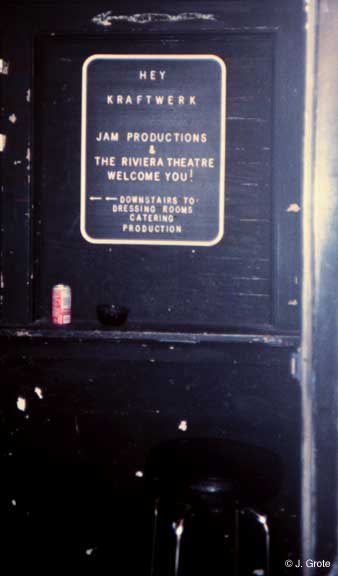 HEY
KRAFTWERK
JAM PRODUCTIONS
&
THE RIVIERA THEATRE
WELCOME YOU!
←←DOWNSTAIRS TO
DRESSING ROOMS
CATERING
PRODUCTION
© J. Grote